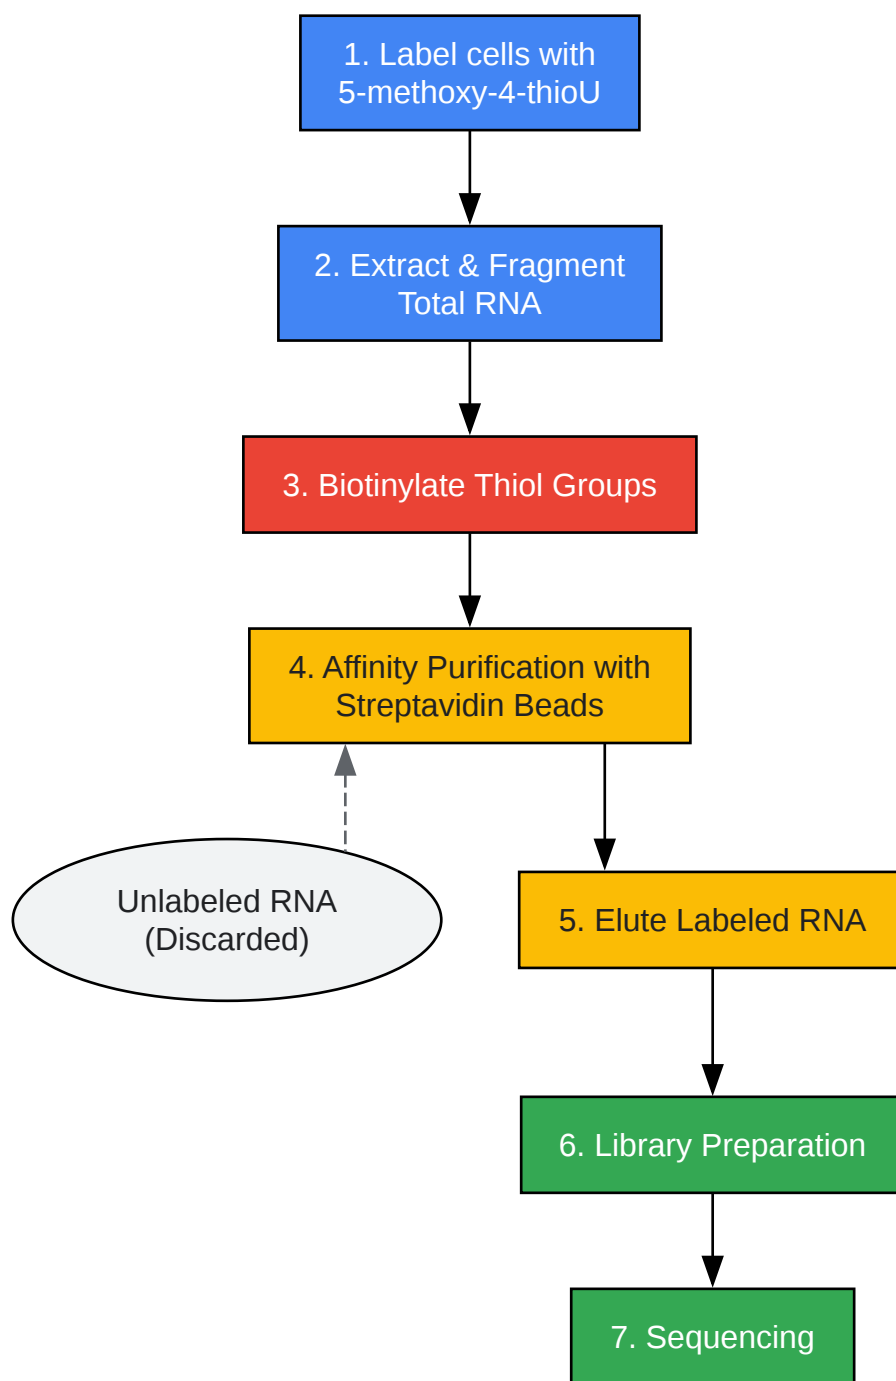 1. Label cells with
5-methoxy-4-thioU
2. Extract & Fragment
Total RNA
3. Biotinylate Thiol Groups
4. Affinity Purification with
Streptavidin Beads
Unlabeled RNA
(Discarded)
5. Elute Labeled RNA
6. Library Preparation
7. Sequencing